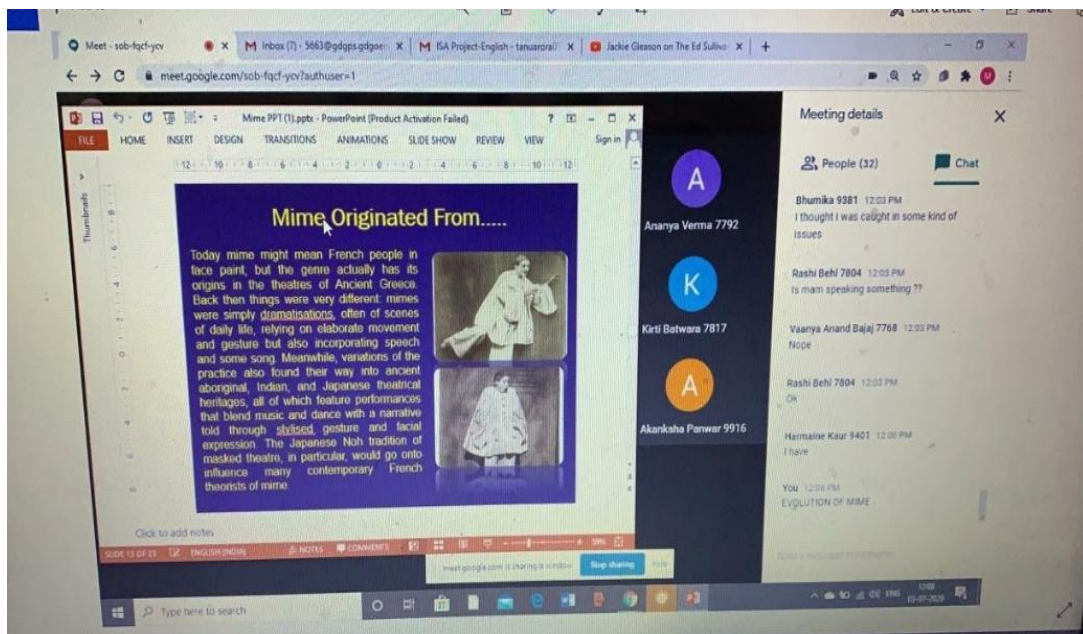 Meet - sob-fqcf-ycv
Inbox (7) - 5663@gdgps.gdgoen
ISA Project-English - tanuarora0
Jackie Gleason on The Ed Sulliva
meet.google.com/sob-fqcf-ycv?authuser=1
M
Mime PPT (1).pptx - PowerPoint (Product Activation Failed)
FILE HOME INSERT DESIGN TRANSITIONS ANIMATIONS SLIDE SHOW REVIEW VIEW Sign in
Thumbnails
Mime Originated From.....
Today mime might mean French people in
face paint, but the genre actually has its
origins in the theatres of Ancient Greece.
Back then things were very different: mimes
were simply dramatisations, often of scenes
of daily life, relying on elaborate movement
and gesture but also incorporating speech
and some song. Meanwhile, variations of the
practice also found their way into ancient
aboriginal, Indian, and Japanese theatrical
heritages, all of which feature performances
that blend music and dance with a narrative
told through stylised gesture and facial
expression. The Japanese Noh tradition of
masked theatre, in particular, would go onto
influence many contemporary French
theorists of mime.
Click to add notes
SLIDE 13 OF 23 ENGLISH (INDIA) NOTES COMMENTS 59%
A
Ananya Verma 7792
K
Kirti Batwara 7817
A
Akanksha Panwar 9916
Meeting details
People (32) Chat
Bhumika 9381 12:03 PM
I thought I was caught in some kind of
issues
Rashi Behl 7804 12:03 PM
Is mam speaking something ??
Vaanya Anand Bajaj 7768 12:03 PM
Nope
Rashi Behl 7804 12:03 PM
Ok
Harmaine Kaur 9401 12:06 PM
I have
You 12:08 PM
EVOLUTION OF MIME
meet.google.com is sharing a window. Stop sharing Hide
Type here to search
ENG
12:08
03-07-2020